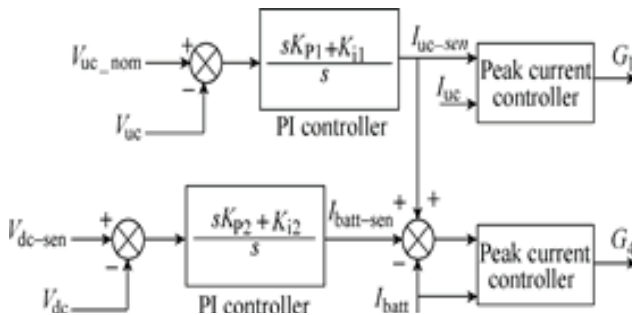 V_uc_nom
+
−
V_uc
sK_P1+K_i1
s
PI controller
I_uc-sen
I_uc
Peak current
controller
G_1
V_dc-sen
+
−
V_dc
sK_P2+K_i2
s
PI controller
I_batt-sen
+
+
−
I_batt
Peak current
controller